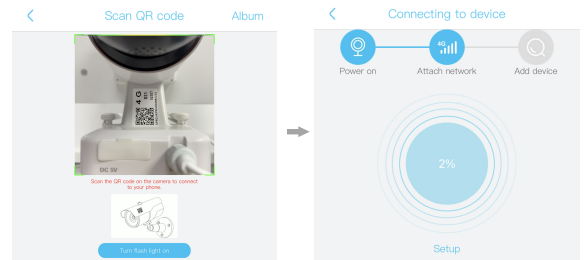 Scan QR code
Album
4G
DC 5V
Scan the QR code on the camera to connect
to your phone.
Turn flash light on
Connecting to device
4G
Power on
Attach network
Add device
2%
Setup